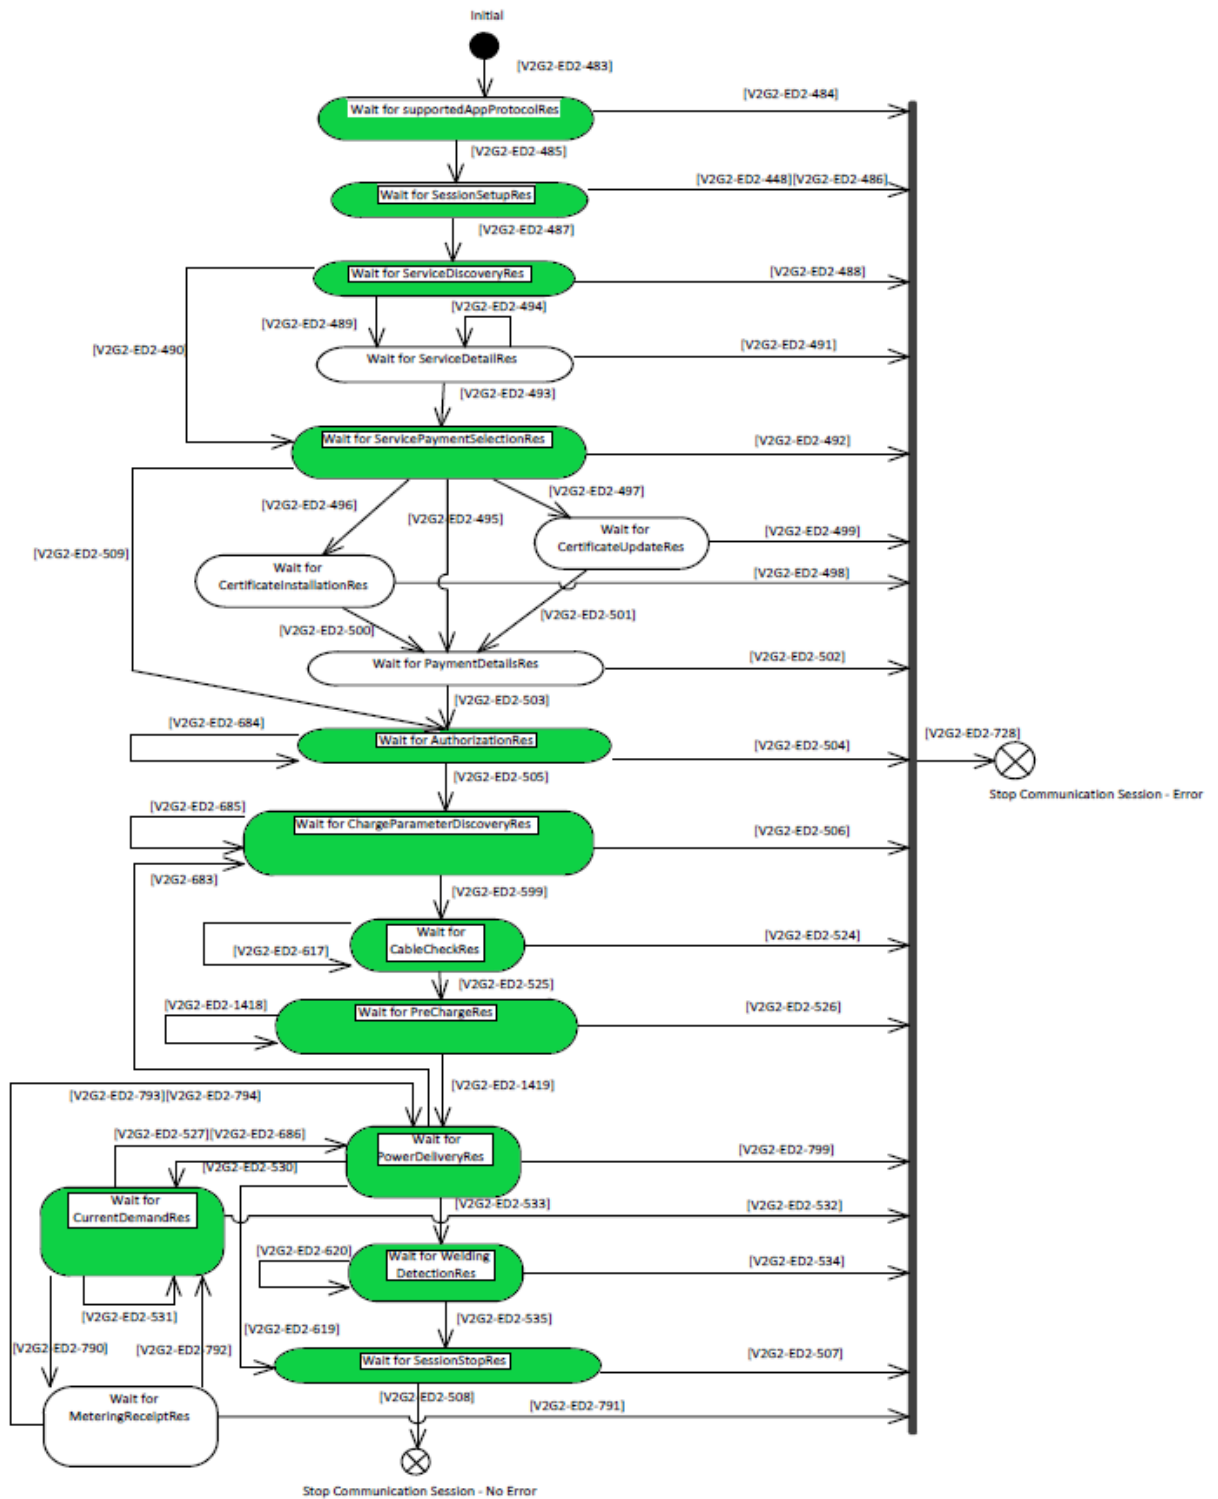 Initial
[V2G2-ED2-483]
[V2G2-ED2-484]
Wait for supportedAppProtocolRes
[V2G2-ED2-485]
[V2G2-ED2-448][V2G2-ED2-486]
Wait for SessionSetupRes
[V2G2-ED2-487]
Wait for ServiceDiscoveryRes
[V2G2-ED2-488]
[V2G2-ED2-494]
[V2G2-ED2-489]
[V2G2-ED2-490]
[V2G2-ED2-491]
Wait for ServiceDetailRes
[V2G2-ED2-493]
Wait for ServicePaymentSelectionRes
[V2G2-ED2-492]
[V2G2-ED2-497]
[V2G2-ED2-496]
[V2G2-ED2-495]
Wait for
CertificateUpdateRes
[V2G2-ED2-499]
[V2G2-ED2-509]
Wait for
CertificateInstallationRes
[V2G2-ED2-498]
[V2G2-ED2-501]
[V2G2-ED2-500]
Wait for PaymentDetailsRes
[V2G2-ED2-502]
[V2G2-ED2-503]
[V2G2-ED2-684]
Wait for AuthorizationRes
[V2G2-ED2-504]
[V2G2-ED2-728]
Stop Communication Session - Error
[V2G2-ED2-505]
[V2G2-ED2-685]
Wait for ChargeParameterDiscoveryRes
[V2G2-ED2-506]
[V2G2-683]
[V2G2-ED2-599]
Wait for
CableCheckRes
[V2G2-ED2-524]
[V2G2-ED2-617]
[V2G2-ED2-525]
[V2G2-ED2-1418]
Wait for PreChargeRes
[V2G2-ED2-526]
[V2G2-ED2-1419]
[V2G2-ED2-793][V2G2-ED2-794]
[V2G2-ED2-527][V2G2-ED2-686]
Wait for
PowerDeliveryRes
[V2G2-ED2-799]
[V2G2-ED2-530]
Wait for
CurrentDemandRes
[V2G2-ED2-533]
[V2G2-ED2-532]
[V2G2-ED2-620]
Wait for Welding
DetectionRes
[V2G2-ED2-534]
[V2G2-ED2-531]
[V2G2-ED2-535]
[V2G2-ED2-619]
[V2G2-ED2-790]
[V2G2-ED2-792]
Wait for SessionStopRes
[V2G2-ED2-507]
[V2G2-ED2-508]
Wait for
MeteringReceiptRes
[V2G2-ED2-791]
Stop Communication Session - No Error